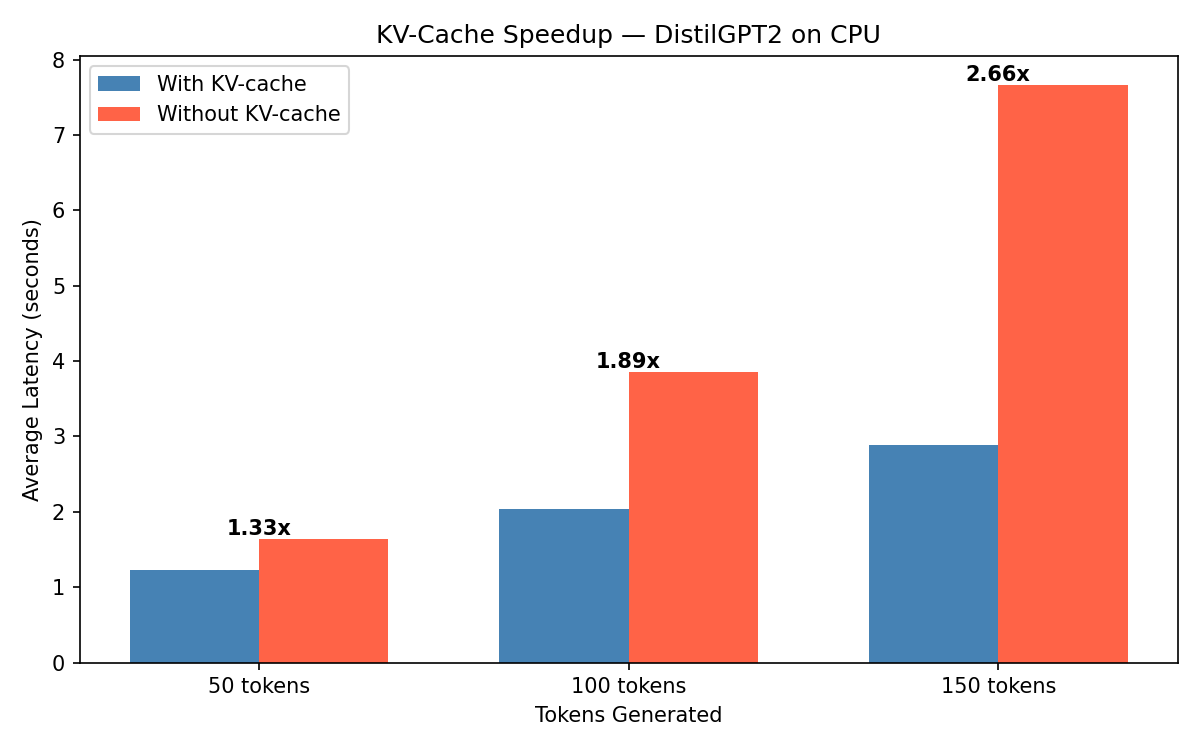 KV-Cache Speedup — DistilGPT2 on CPU
With KV-cache
Without KV-cache
Average Latency (seconds)
8
7
6
5
4
3
2
1
0
1.33x
1.89x
2.66x
50 tokens
100 tokens
150 tokens
Tokens Generated